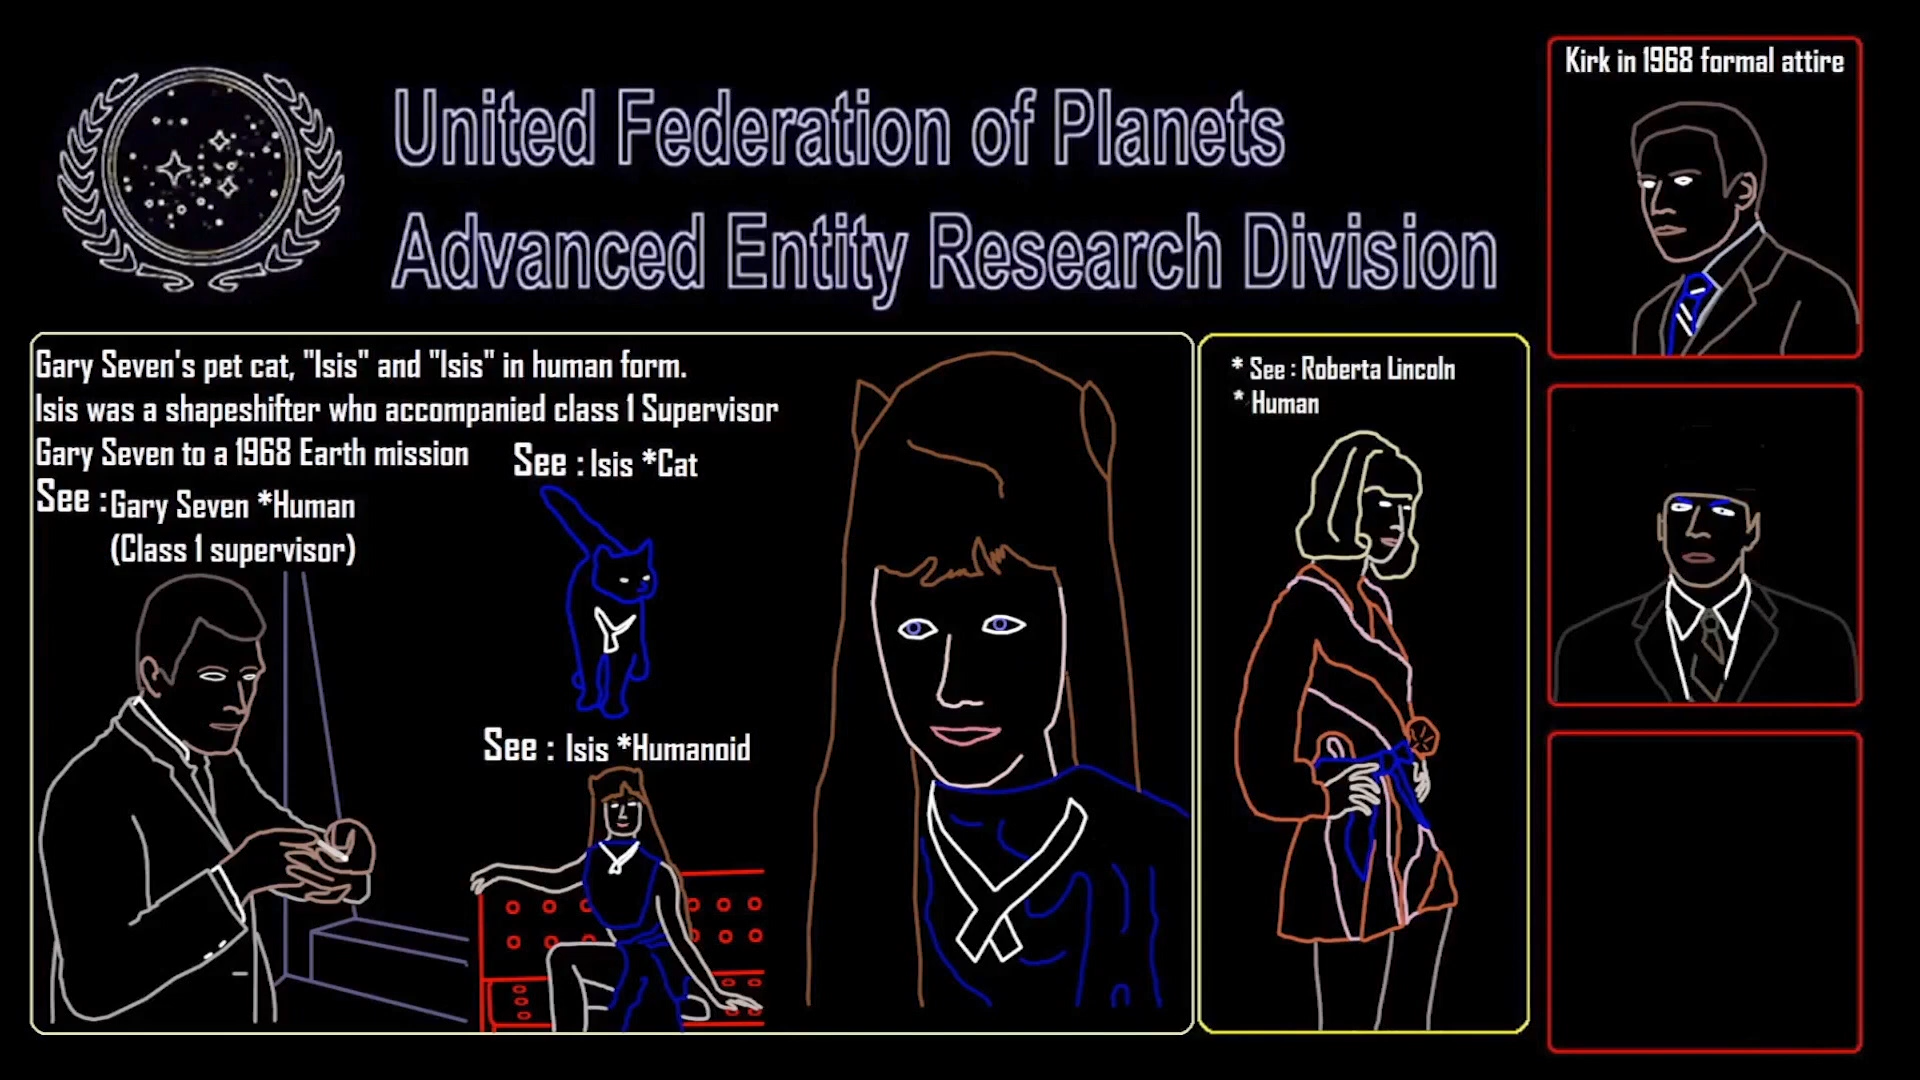 United Federation of Planets
Advanced Entity Research Division
Kirk in 1968 formal attire
Gary Seven's pet cat, "Isis" and "Isis" in human form.
Isis was a shapeshifter who accompanied class 1 Supervisor
Gary Seven to a 1968 Earth mission
See : Isis *Cat
See : Gary Seven *Human
(Class 1 supervisor)
See : Isis *Humanoid
* See : Roberta Lincoln
* Human